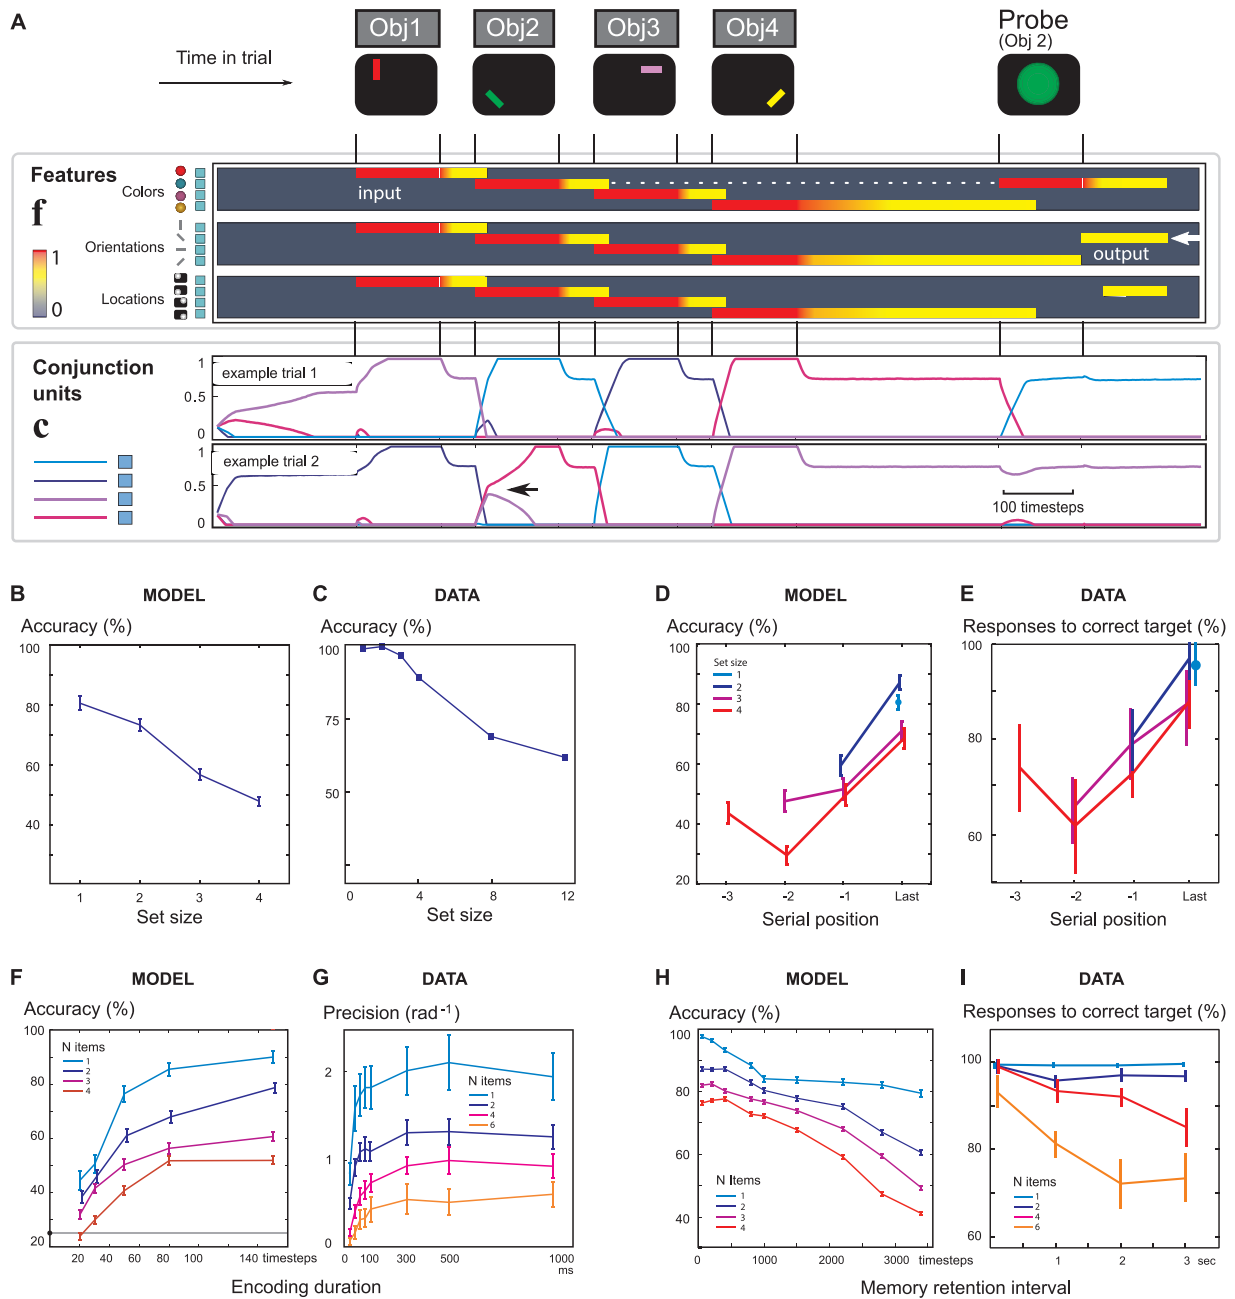 A
Time in trial
Obj1
Obj2
Obj3
Obj4
Probe
(Obj 2)
Features
Colors
f
1
0
Orientations
Locations
input
output
Conjunction
units
c
1
0.5
0
example trial 1
1
0.5
0
example trial 2
100 timesteps
B
MODEL
Accuracy (%)
100
80
60
40
1
2
3
4
Set size
C
DATA
Accuracy (%)
100
75
50
0
4
8
12
Set size
D
MODEL
Accuracy (%)
100
80
60
40
20
Set size
1
2
3
4
-3
-2
-1
Last
Serial position
E
DATA
Responses to correct target (%)
100
80
60
-3
-2
-1
Last
Serial position
F
MODEL
Accuracy (%)
100
80
60
40
20
N items
1
2
3
4
20
40
60
80
100
140 timesteps
G
DATA
Precision (rad-1)
2
1
0
N items
1
2
4
6
0
100
300
500
1000
ms
Encoding duration
H
MODEL
Accuracy (%)
100
80
60
40
N Items
1
2
3
4
0
1000
2000
3000 timesteps
I
DATA
Responses to correct target (%)
100
80
60
N items
1
2
4
6
1
2
3 sec
Memory retention interval